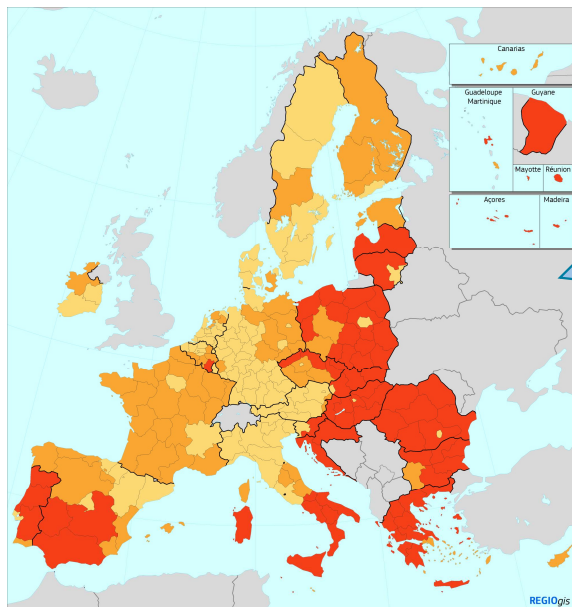 Canarias
Guadeloupe
Martinique
Guyane
Mayotte
Réunion
Açores
Madeira
REGIOgis